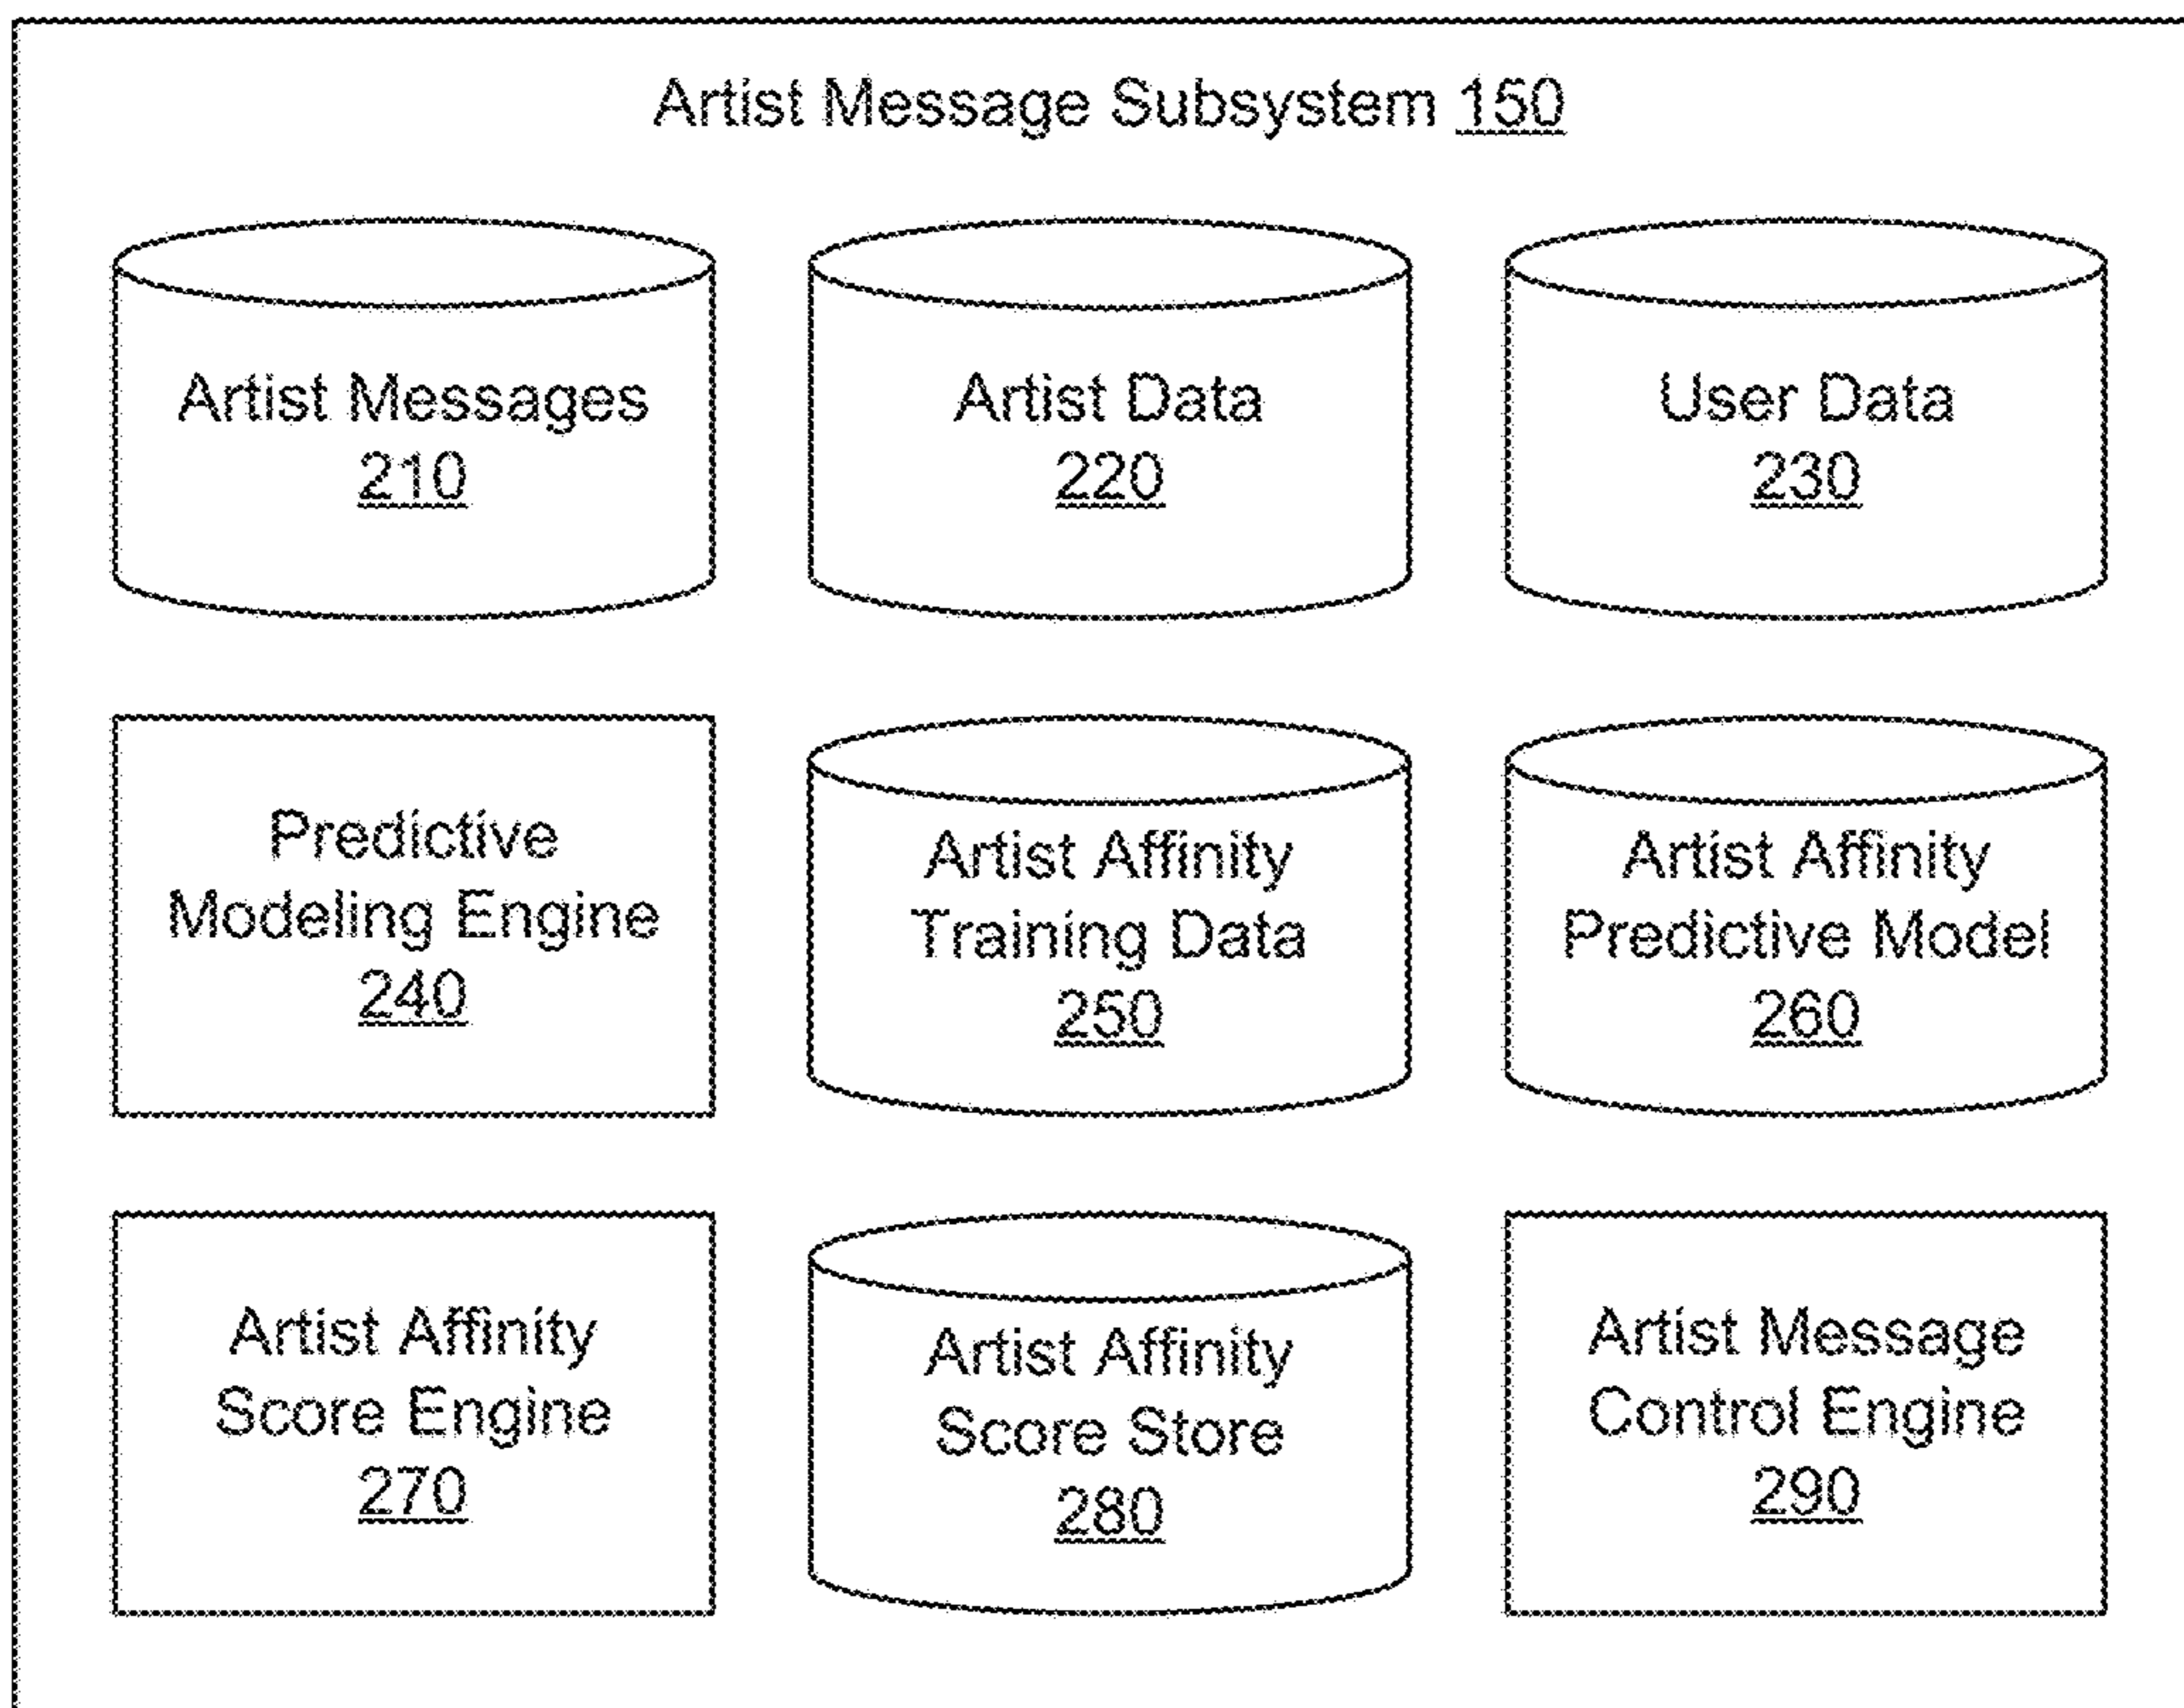 Artist Message Subsystem 150
Artist Messages
210
Artist Data
220
User Data
230
Predictive
Modeling Engine
240
Artist Affinity
Training Data
250
Artist Affinity
Predictive Model
260
Artist Affinity
Score Engine
270
Artist Affinity
Score Store
280
Artist Message
Control Engine
290